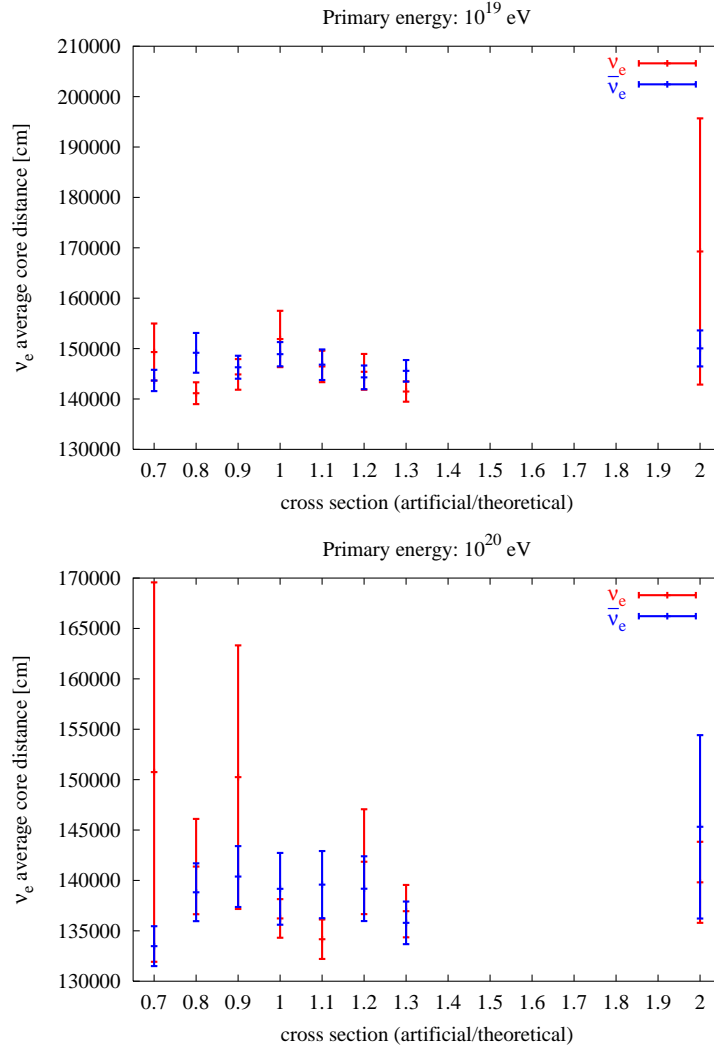 Primary energy: 10^19 eV
210000
200000
190000
180000
170000
160000
150000
140000
130000
ν_e average core distance [cm]
ν_e
ν̅_e
0.7 0.8 0.9 1 1.1 1.2 1.3 1.4 1.5 1.6 1.7 1.8 1.9 2
cross section (artificial/theoretical)
Primary energy: 10^20 eV
170000
165000
160000
155000
150000
145000
140000
135000
130000
ν_e average core distance [cm]
ν_e
ν̅_e
0.7 0.8 0.9 1 1.1 1.2 1.3 1.4 1.5 1.6 1.7 1.8 1.9 2
cross section (artificial/theoretical)